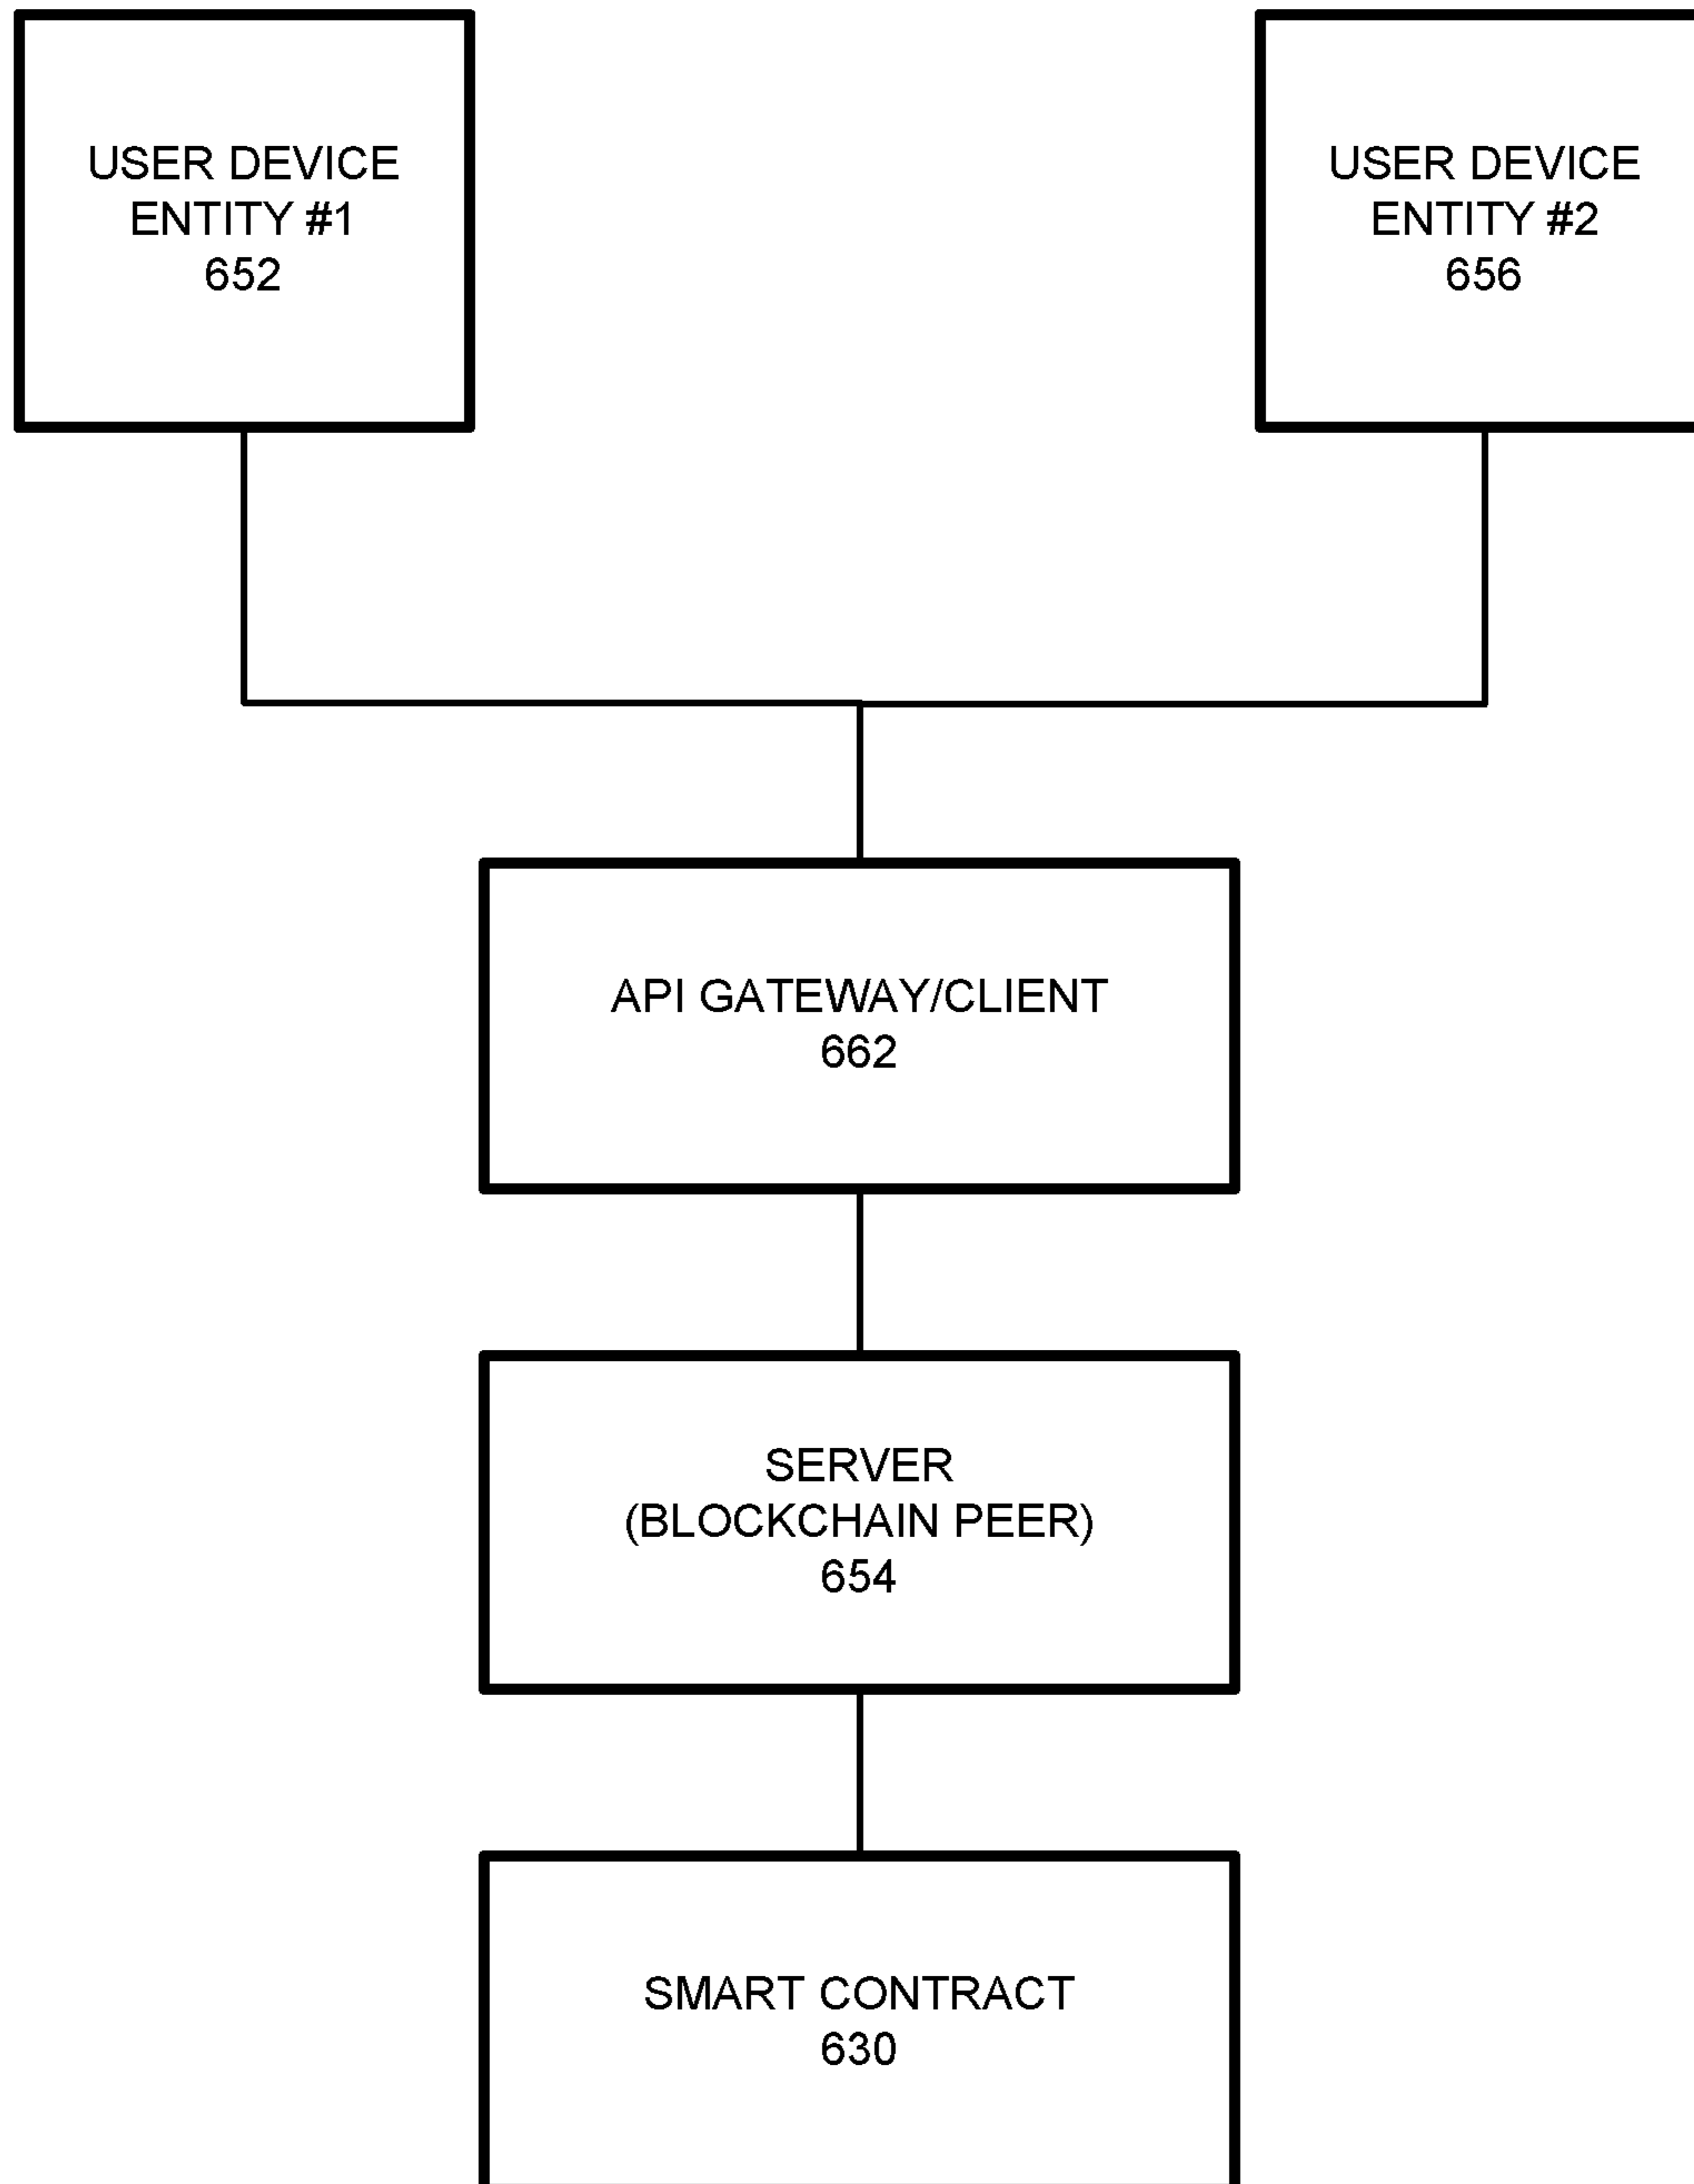 USER DEVICE
ENTITY #1
652
USER DEVICE
ENTITY #2
656
API GATEWAY/CLIENT
662
SERVER
(BLOCKCHAIN PEER)
654
SMART CONTRACT
630